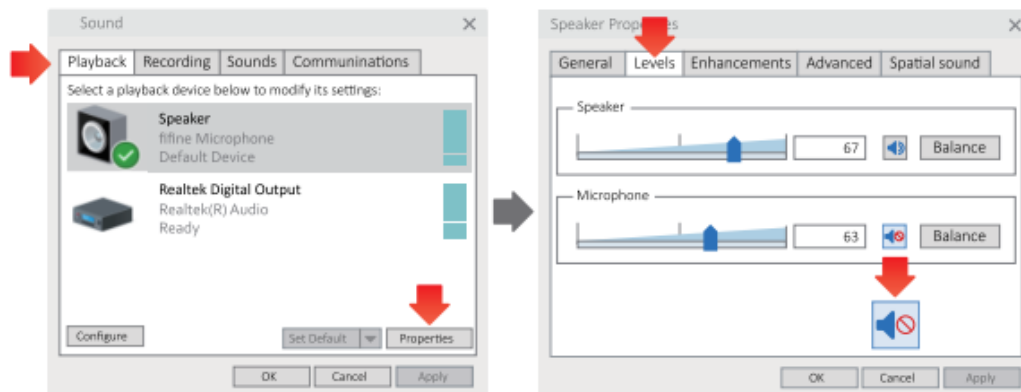 Sound
Playback Recording Sounds Communinations
Select a playback device below to modify its settings:
Speaker
fifine Microphone
Default Device
Realtek Digital Output
Realtek(R) Audio
Ready
Configure
Set Default
Properties
OK Cancel Apply
Speaker Properties
General Levels Enhancements Advanced Spatial sound
Speaker
67 Balance
Microphone
63 Balance
OK Cancel Apply